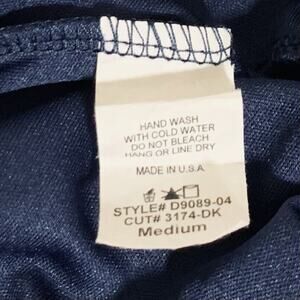 HAND WASH
WITH COLD WATER
DO NOT BLEACH
HANG OR LINE DRY
MADE IN U.S.A.
STYLE# D9089-04
CUT# 3174-DK
Medium